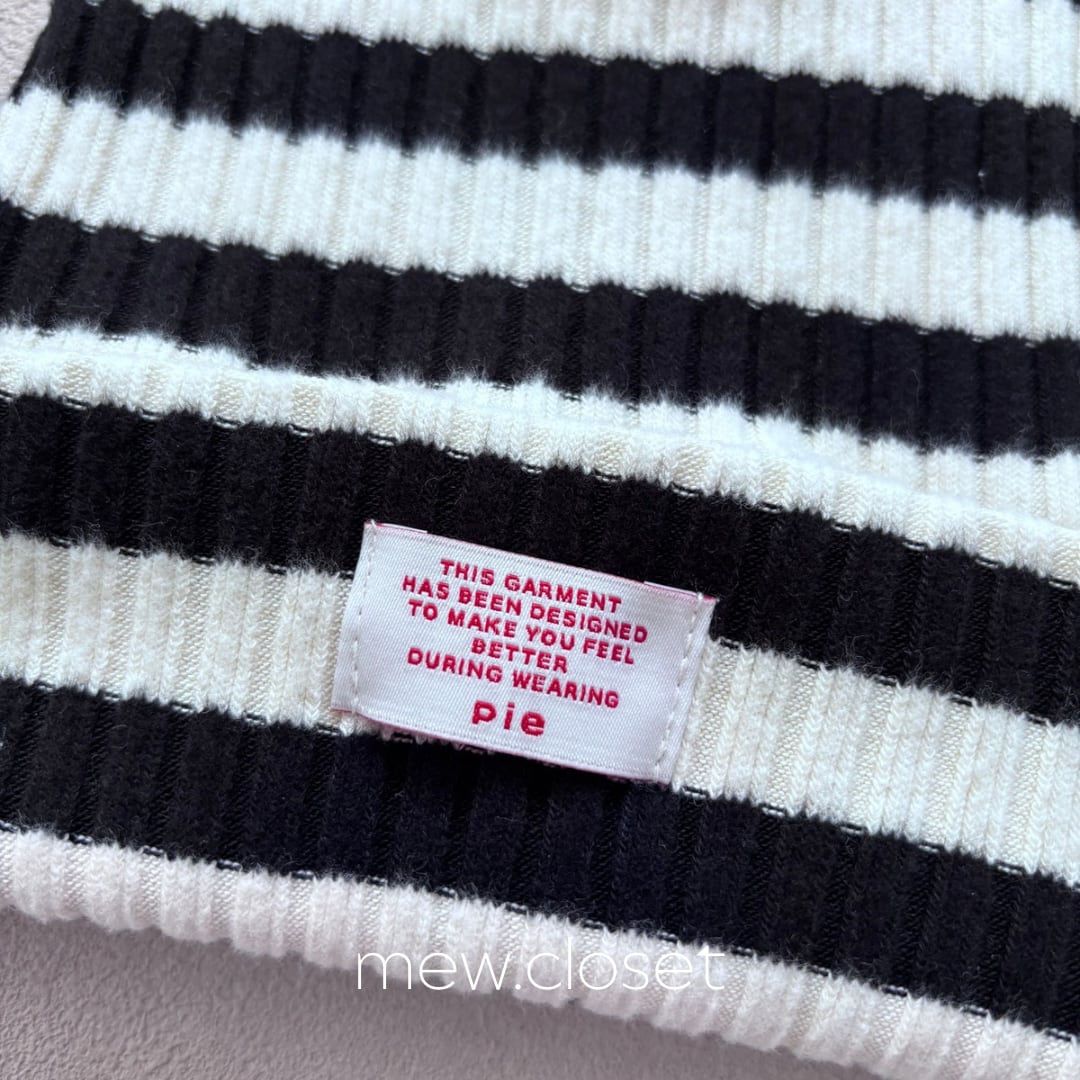 THIS GARMENT
HAS BEEN DESIGNED
TO MAKE YOU FEEL
BETTER
DURING WEARING
pie
mew.closet